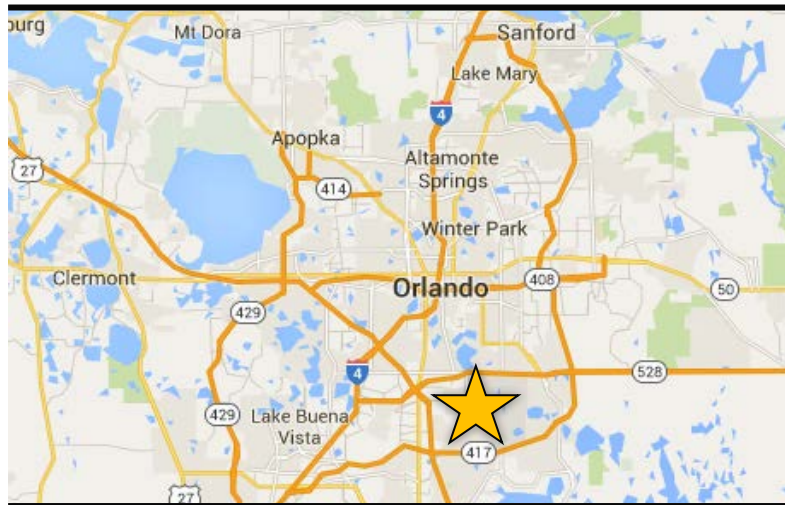 Sanford
Mt Dora
Lake Mary
4
Apopka
Altamonte
Springs
27
414
Winter Park
Clermont
Orlando
408
50
429
4
528
429
Lake Buena
Vista
417
27